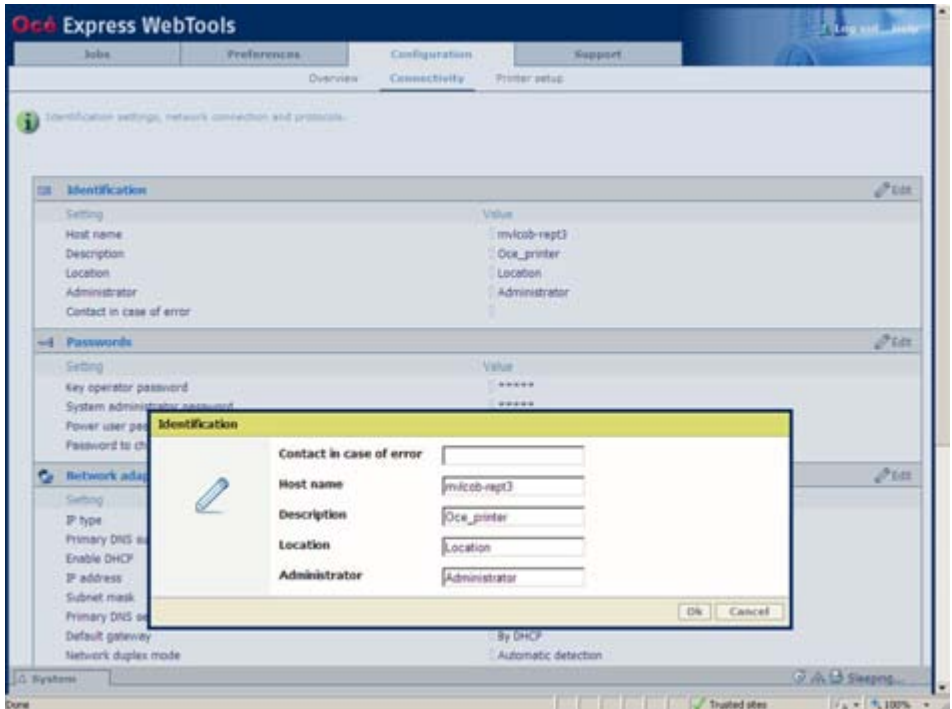 Océ Express WebTools
Log out Help
Jobs Preferences Configuration Support
Overview Connectivity Printer setup
Identification settings, network connection and protocols.
Identification Edit
Setting Value
Host name mvlcob-rept3
Description Oce_printer
Location Location
Administrator Administrator
Contact in case of error
Passwords Edit
Setting Value
Key operator password *****
System administrator password *****
Power user pas
Password to ch
Network adap Edit
Setting
IP type
Primary DNS su
Enable DHCP
IP address
Subnet mask
Primary DNS se
Default gateway By DHCP
Network duplex mode Automatic detection
Identification
Contact in case of error
Host name mvlcob-rept3
Description Oce_printer
Location Location
Administrator Administrator
Ok Cancel
System Sleeping...
Done Trusted sites 100%